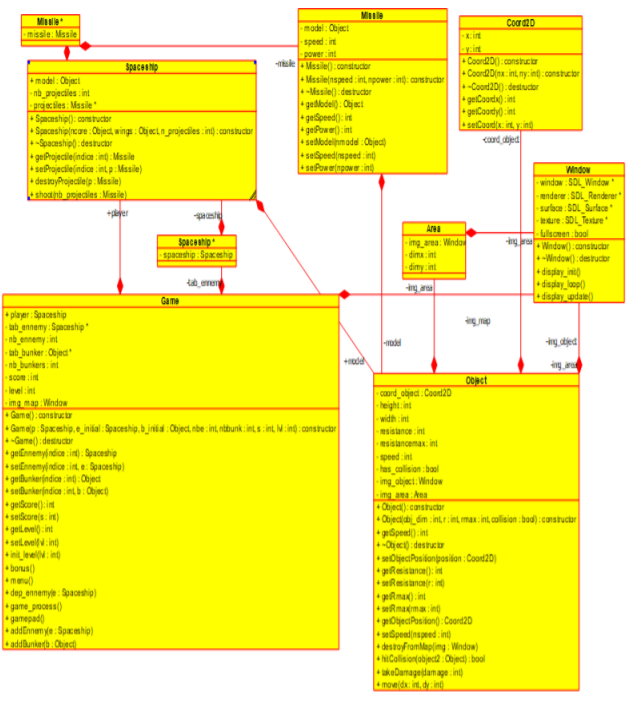 Missile *
- missile : Missile
Missile
- model : Object
- speed : int
- power : int
+ Missile() : constructor
+ Missile(nspeed : int, npower : int) : constructor
+ ~Missile() : destructor
+ getModel() : Object
+ getSpeed() : int
+ getPower() : int
+ setModel(nmodel : Object)
+ setSpeed(nspeed : int)
+ setPower(npower : int)
Coord2D
- x : int
- y : int
+ Coord2D() : constructor
+ Coord2D(nx : int, ny : int) : constructor
+ ~Coord2D() : destructor
+ getCoordx() : int
+ getCoordy() : int
+ setCoord(x : int, y : int)
-missile
Spaceship
+ model : Object
- nb_projectiles : int
- projectiles : Missile *
+ Spaceship() : constructor
+ Spaceship(ncore : Object, wings : Object, n_projectiles : int) : constructor
+ ~Spaceship() : destructor
+ getProjectile(indice : int) : Missile
+ setProjectile(indice : int, p : Missile)
+ destroyProjectile(p : Missile)
+ shoot(nb_projectiles : Missile)
-coord_object
Window
- window : SDL_Window *
- renderer : SDL_Renderer *
- surface : SDL_Surface *
- texture : SDL_Texture *
- fullscreen : bool
+ Window() : constructor
+ ~Window() : destructor
+ display_init()
+ display_loop()
+ display_update()
+player
-spaceship
Spaceship *
- spaceship : Spaceship
-tab_ennemy
Area
- img_area : Window
- dimx : int
- dimy : int
-img_area
-img_area
-img_map
-model
+model
-img_object
-img_area
Game
+ player : Spaceship
- tab_ennemy : Spaceship *
- nb_ennemy : int
- tab_bunker : Object *
- nb_bunkers : int
- score : int
- level : int
- img_map : Window
+ Game() : constructor
+ Game(p : Spaceship, e_initial : Spaceship, b_initial : Object, nbe : int, nbbunk : int, s : int, lvl : int) : constructor
+ ~Game() : destructor
+ getEnnemy(indice : int) : Spaceship
+ setEnnemy(indice : int, e : Spaceship)
+ getBunker(indice : int) : Object
+ setBunker(indice : int, b : Object)
+ getScore() : int
+ setScore(s : int)
+ getLevel() : int
+ setLevel(lvl : int)
+ init_level(lvl : int)
+ bonus()
+ menu()
+ dep_ennemy(e : Spaceship)
+ game_process()
+ gamepad()
+ addEnnemy(e : Spaceship)
+ addBunker(b : Object)
Object
- coord_object : Coord2D
- height : int
- width : int
- resistance : int
- resistancemax : int
- speed : int
- has_collision : bool
- img_object : Window
- img_area : Area
+ Object() : constructor
+ Object(obj_dim : int, r : int, rmax : int, collision : bool) : constructor
+ getSpeed() : int
+ ~Object() : destructor
+ setObjectPosition(position : Coord2D)
+ getResistance() : int
+ setResistance(r : int)
+ getRmax() : int
+ setRmax(rmax : int)
+ getObjectPosition() : Coord2D
+ setSpeed(nspeed : int)
+ destroyFromMap(img : Window)
+ hitCollision(object2 : Object) : bool
+ takeDamage(damage : int)
+ move(dx : int, dy : int)